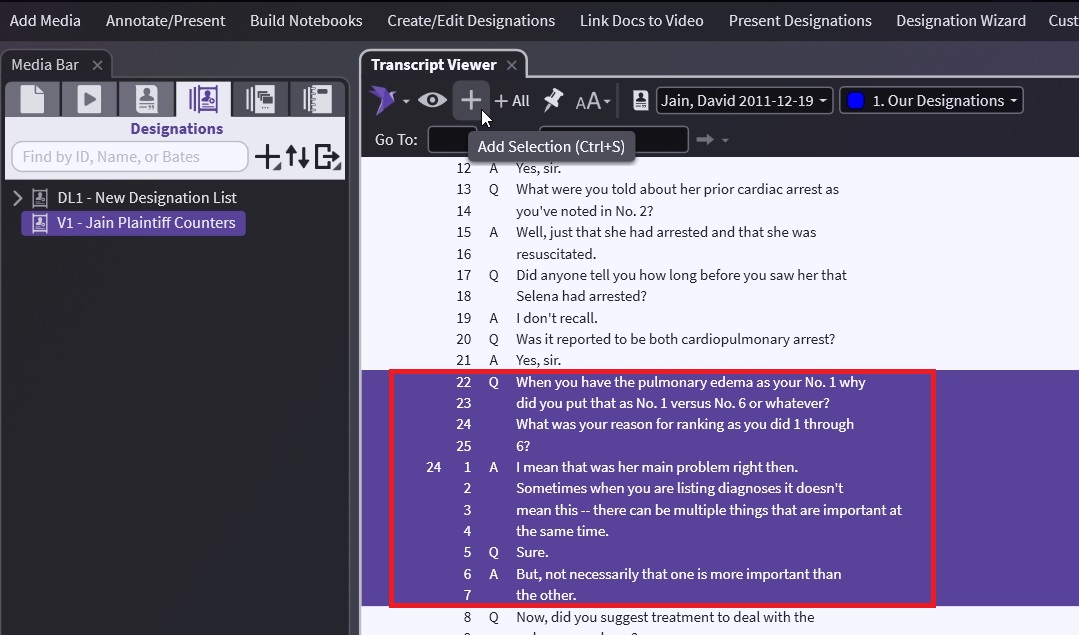 Add Media Annotate/Present Build Notebooks Create/Edit Designations Link Docs to Video Present Designations Designation Wizard Cust
Media Bar
Transcript Viewer
+ All
AA
Jain, David 2011-12-19
1. Our Designations
Designations
Go To:
Add Selection (Ctrl+S)
Find by ID, Name, or Bates
DL1 - New Designation List
V1 - Jain Plaintiff Counters
12 A Yes, sir.
13 Q What were you told about her prior cardiac arrest as
14 you've noted in No. 2?
15 A Well, just that she had arrested and that she was
16 resuscitated.
17 Q Did anyone tell you how long before you saw her that
18 Selena had arrested?
19 A I don't recall.
20 Q Was it reported to be both cardiopulmonary arrest?
21 A Yes, sir.
22 Q When you have the pulmonary edema as your No. 1 why
23 did you put that as No. 1 versus No. 6 or whatever?
24 What was your reason for ranking as you did 1 through
25 6?
24 1 A I mean that was her main problem right then.
2 Sometimes when you are listing diagnoses it doesn't
3 mean this -- there can be multiple things that are important at
4 the same time.
5 Q Sure.
6 A But, not necessarily that one is more important than
7 the other.
8 Q Now, did you suggest treatment to deal with the